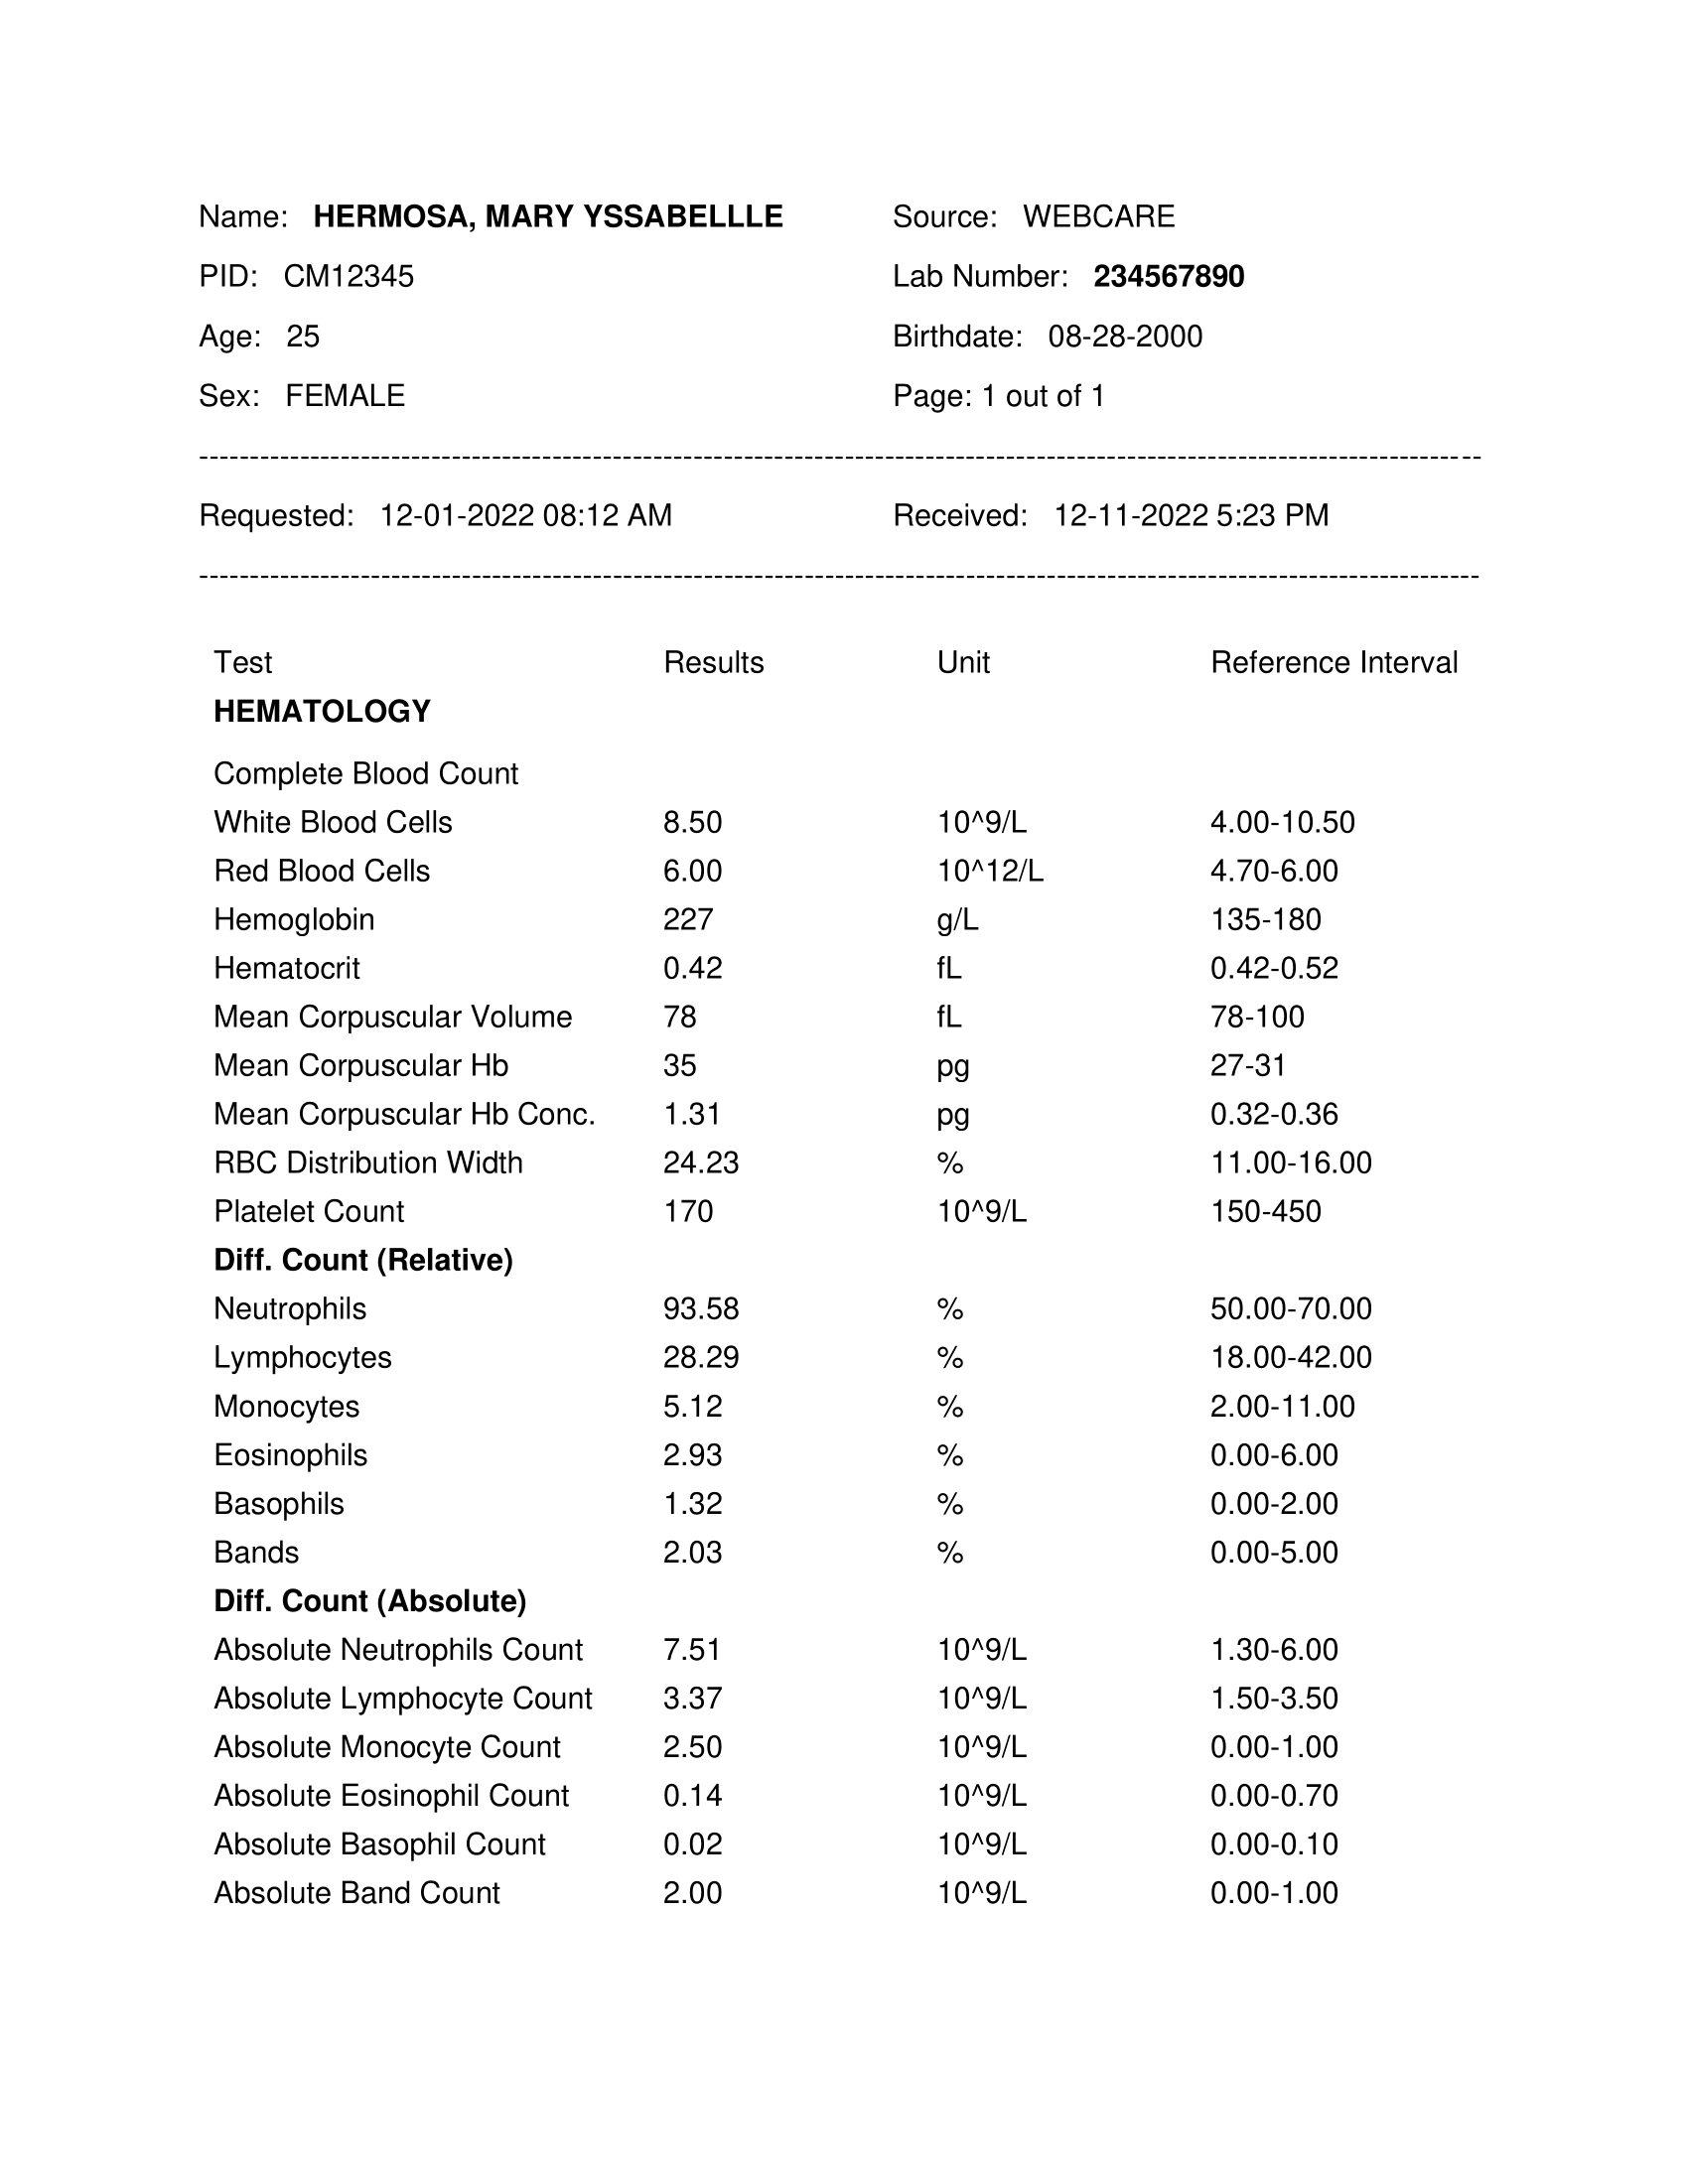 Name: HERMOSA, MARY YSSABELLLE Source: WEBCARE
PID: CM12345 Lab Number: 234567890
Age: 25 Birthdate: 08-28-2000
Sex: FEMALE Page: 1 out of 1
Requested: 12-01-2022 08:12 AM Received: 12-11-2022 5:23 PM
Test Results Unit Reference Interval
HEMATOLOGY
Complete Blood Count
White Blood Cells 8.50 10^9/L 4.00-10.50
Red Blood Cells 6.00 10^12/L 4.70-6.00
Hemoglobin 227 g/L 135-180
Hematocrit 0.42 fL 0.42-0.52
Mean Corpuscular Volume 78 fL 78-100
Mean Corpuscular Hb 35 pg 27-31
Mean Corpuscular Hb Conc. 1.31 pg 0.32-0.36
RBC Distribution Width 24.23 % 11.00-16.00
Platelet Count 170 10^9/L 150-450
Diff. Count (Relative)
Neutrophils 93.58 % 50.00-70.00
Lymphocytes 28.29 % 18.00-42.00
Monocytes 5.12 % 2.00-11.00
Eosinophils 2.93 % 0.00-6.00
Basophils 1.32 % 0.00-2.00
Bands 2.03 % 0.00-5.00
Diff. Count (Absolute)
Absolute Neutrophils Count 7.51 10^9/L 1.30-6.00
Absolute Lymphocyte Count 3.37 10^9/L 1.50-3.50
Absolute Monocyte Count 2.50 10^9/L 0.00-1.00
Absolute Eosinophil Count 0.14 10^9/L 0.00-0.70
Absolute Basophil Count 0.02 10^9/L 0.00-0.10
Absolute Band Count 2.00 10^9/L 0.00-1.00